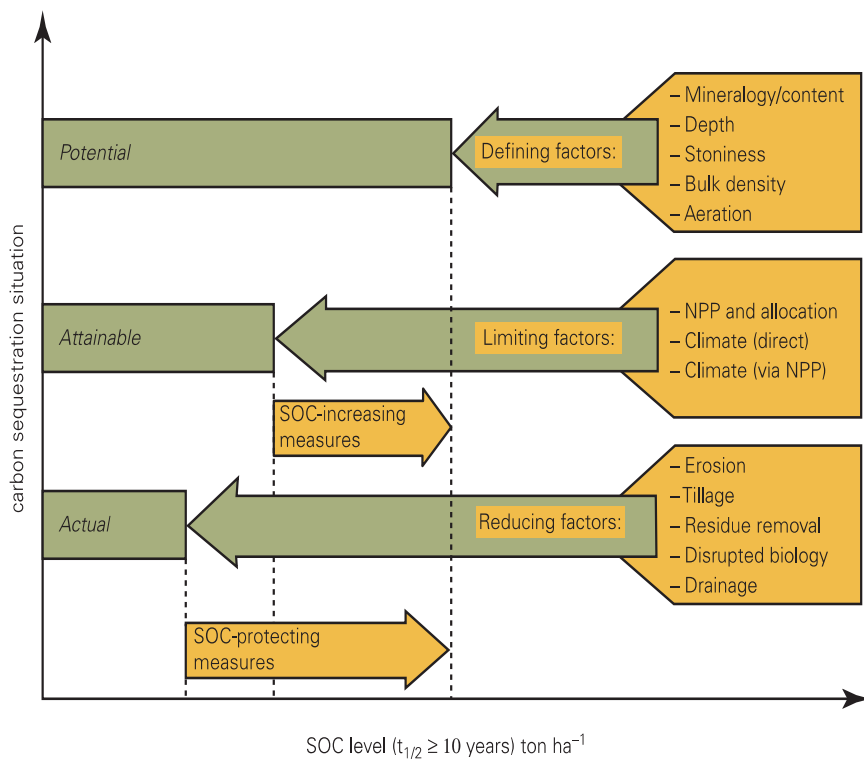 carbon sequestration situation
Potential
Defining factors:
– Mineralogy/content
– Depth
– Stoniness
– Bulk density
– Aeration
Attainable
Limiting factors:
– NPP and allocation
– Climate (direct)
– Climate (via NPP)
SOC-increasing
measures
Actual
Reducing factors:
– Erosion
–Tillage
– Residue removal
– Disrupted biology
– Drainage
SOC-protecting
measures
SOC level (t1/2 ≥ 10 years) ton ha–1